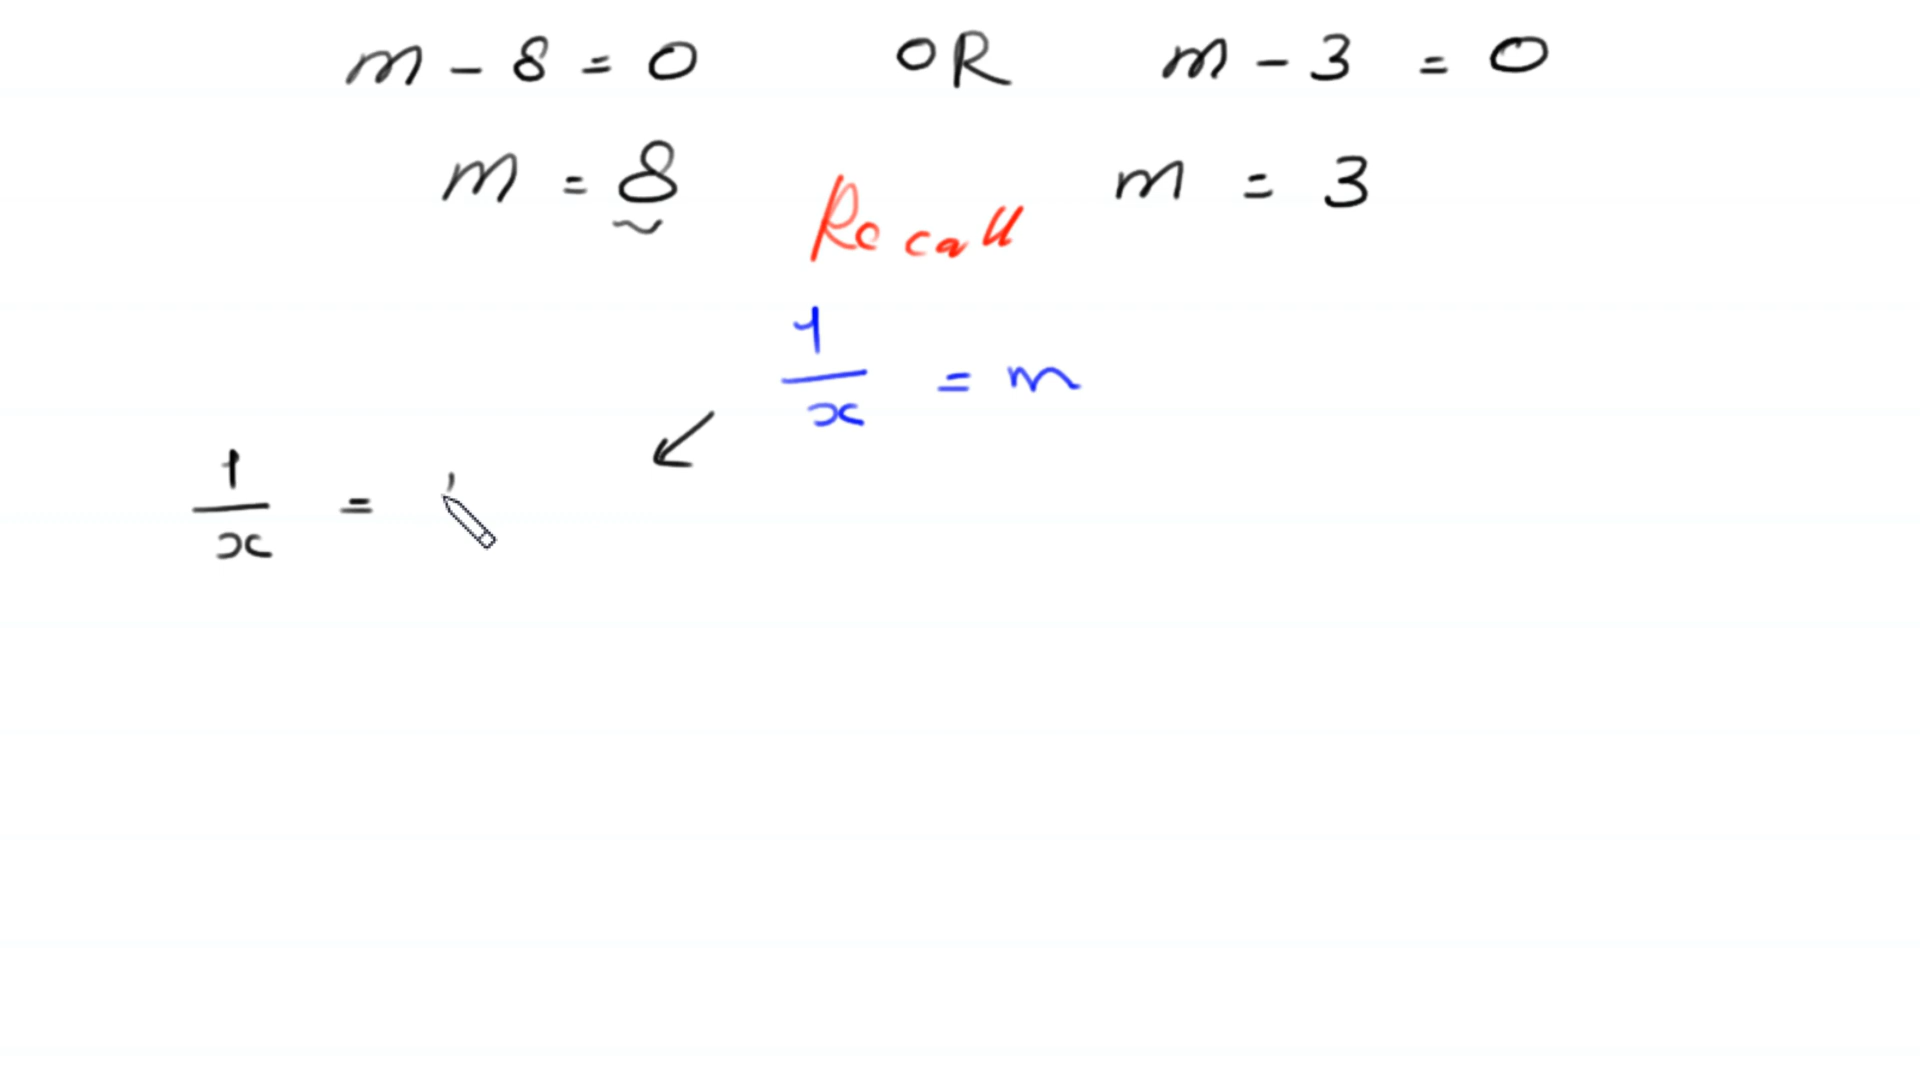 m - 8 = 0 OR m - 3 = 0
m = 8 m = 3
Recall
1/x = m
1/x =